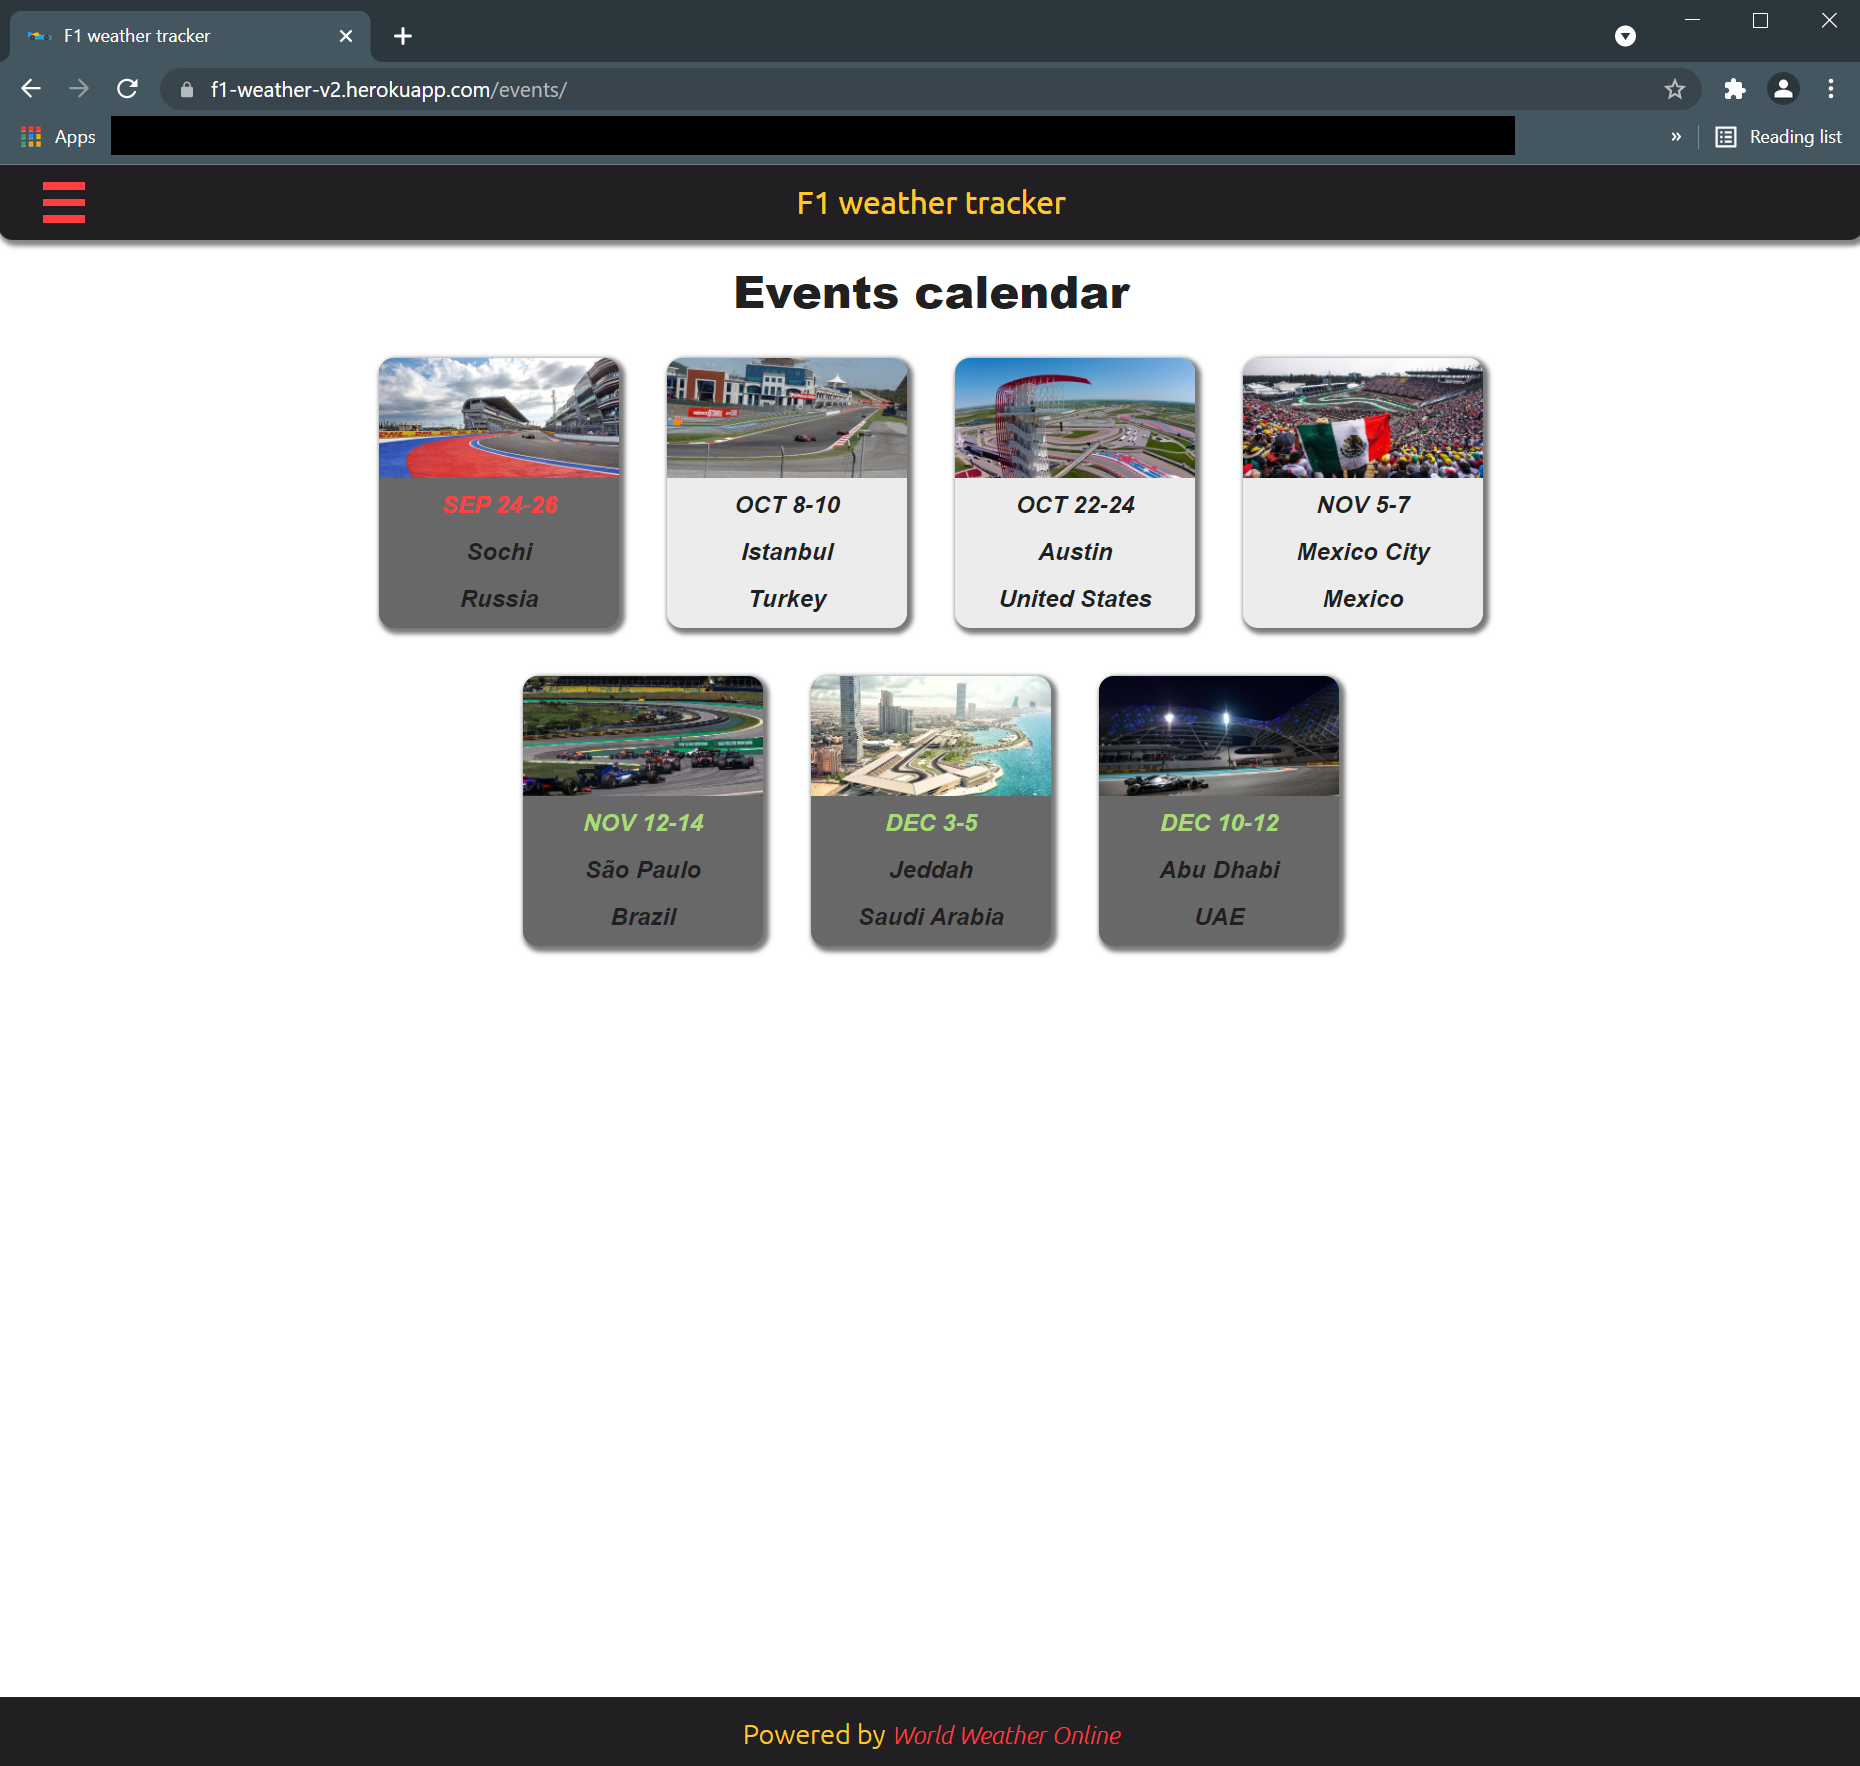 F1 weather tracker
f1-weather-v2.herokuapp.com/events/
Apps
» Reading list
F1 weather tracker
Events calendar
SEP 24-26
Sochi
Russia
OCT 8-10
Istanbul
Turkey
OCT 22-24
Austin
United States
NOV 5-7
Mexico City
Mexico
NOV 12-14
São Paulo
Brazil
DEC 3-5
Jeddah
Saudi Arabia
DEC 10-12
Abu Dhabi
UAE
Powered by World Weather Online